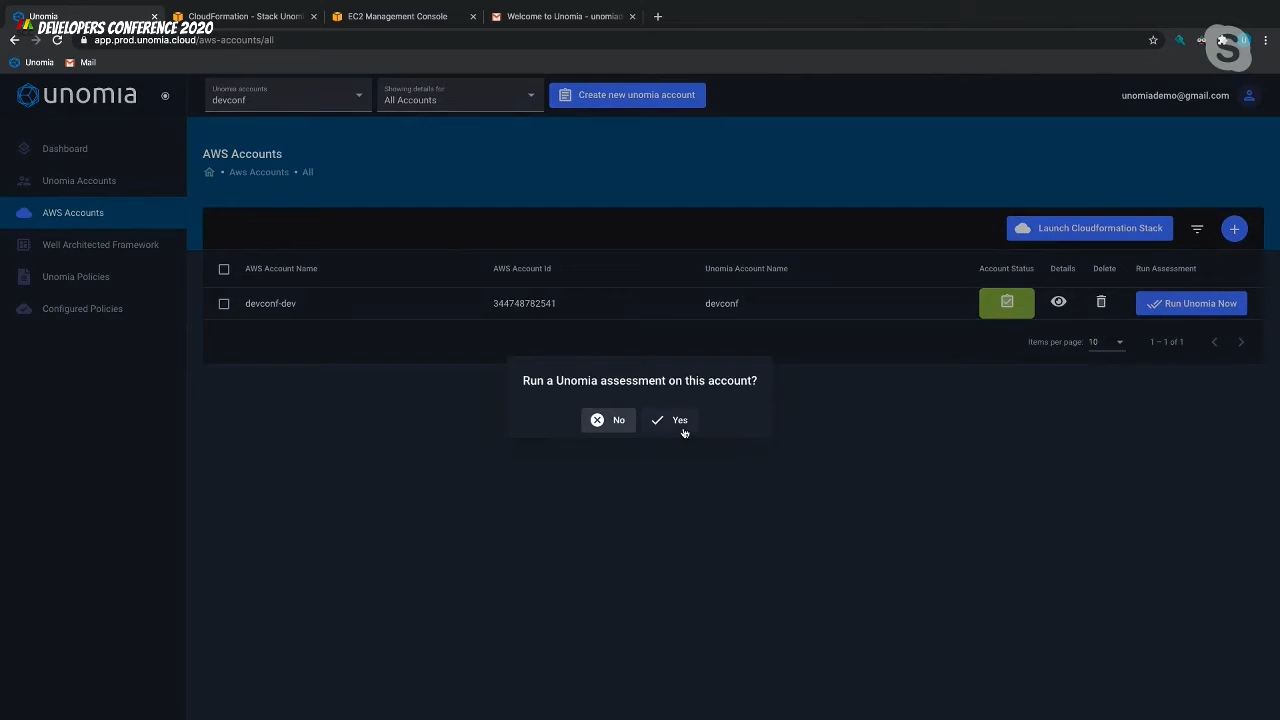 Unomia
CloudFormation - Stack Unomi
EC2 Management Console
Welcome to Unomia - unomia
DEVELOPERS CONFERENCE 2020
app.prod.unomia.cloud/aws-accounts/all
Unomia
Mail
unomia
Unomia accounts
devconf
Showing details for:
All Accounts
Create new unomia account
unomiademo@gmail.com
Dashboard
Unomia Accounts
AWS Accounts
Well Architected Framework
Unomia Policies
Configured Policies
AWS Accounts
Aws Accounts • All
Launch Cloudformation Stack
AWS Account Name
AWS Account Id
Unomia Account Name
Account Status
Details
Delete
Run Assessment
devconf-dev
344748782541
devconf
Run Unomia Now
Items per page: 10
1 – 1 of 1
Run a Unomia assessment on this account?
No
Yes